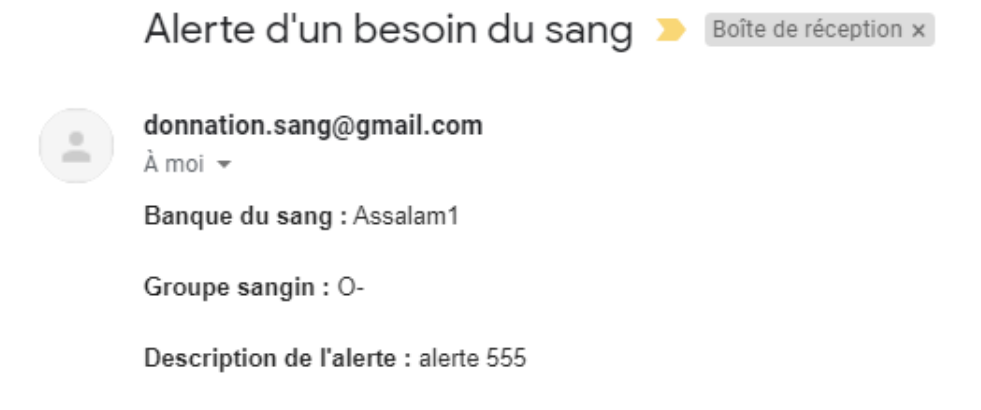 Alerte d'un besoin du sang Boîte de réception ×
donnation.sang@gmail.com
À moi
Banque du sang : Assalam1
Groupe sangin : O-
Description de l'alerte : alerte 555